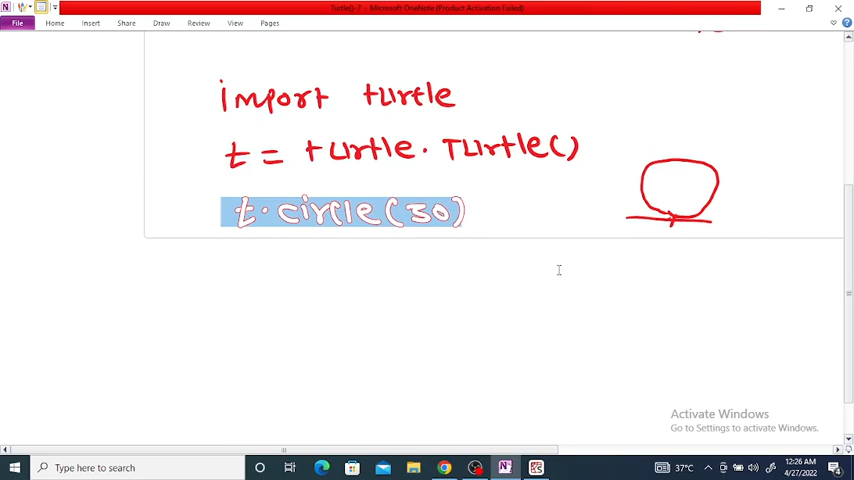 Turtle()-7 - Microsoft OneNote (Product Activation Failed)
File Home Insert Share Draw Review View Pages
import turtle
t = turtle.Turtle()
t.circle(50)
Activate Windows
Go to Settings to activate Windows.
Type here to search
37°C
12:26 AM
4/27/2022
4